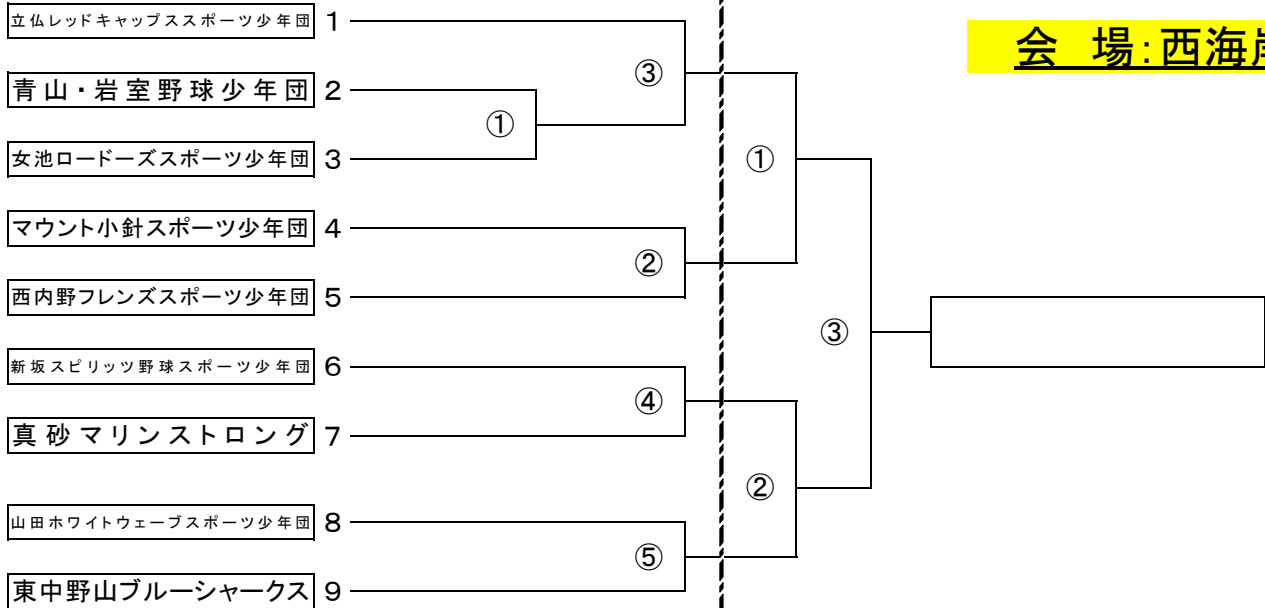 立仏レッドキャップススポーツ少年団 1
会 場:西海岸
③
青山・岩室野球少年団 2
①
女池ロードーズスポーツ少年団 3
①
マウント小針スポーツ少年団 4
②
西内野フレンズスポーツ少年団 5
③
新坂スピリッツ野球スポーツ少年団 6
④
真砂マリンストロング 7
②
山田ホワイトウェーブスポーツ少年団 8
⑤
東中野山ブルーシャークス 9